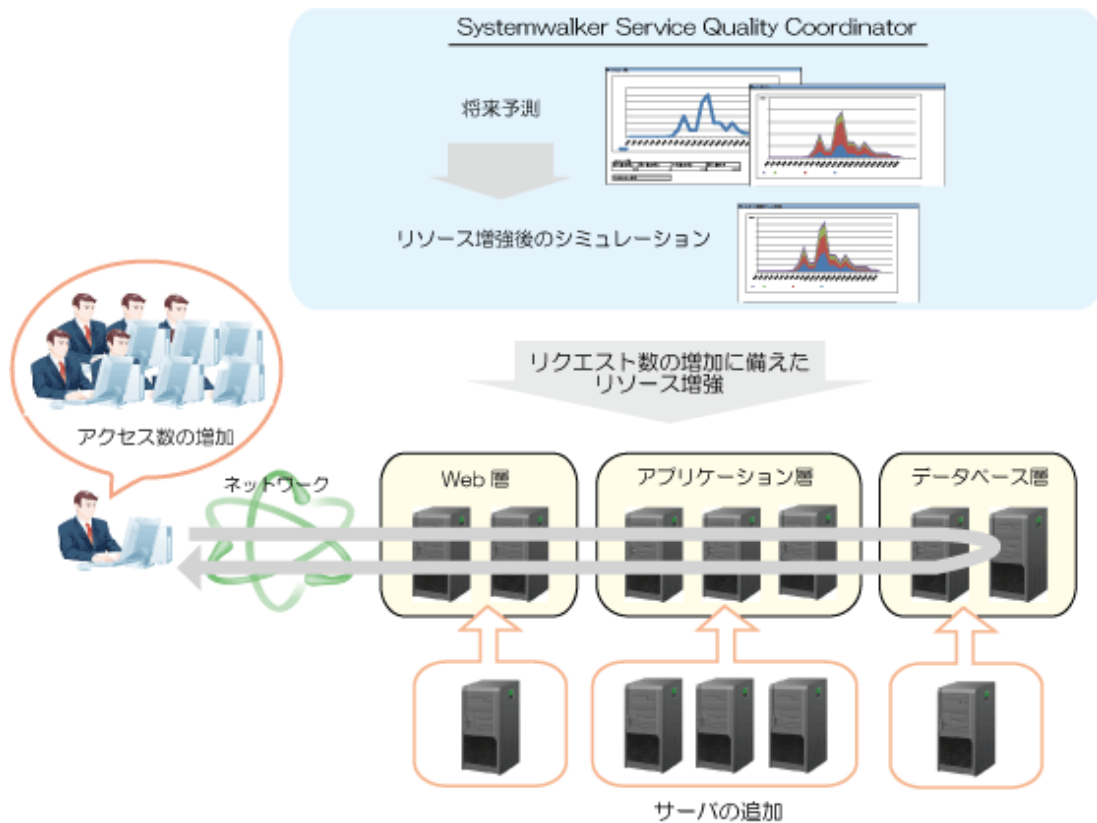 Systemwalker Service Quality Coordinator
将来予測
リソース増強後のシミュレーション
リクエスト数の増加に備えた
リソース増強
アクセス数の増加
ネットワーク
Web層
アプリケーション層
データベース層
サーバの追加